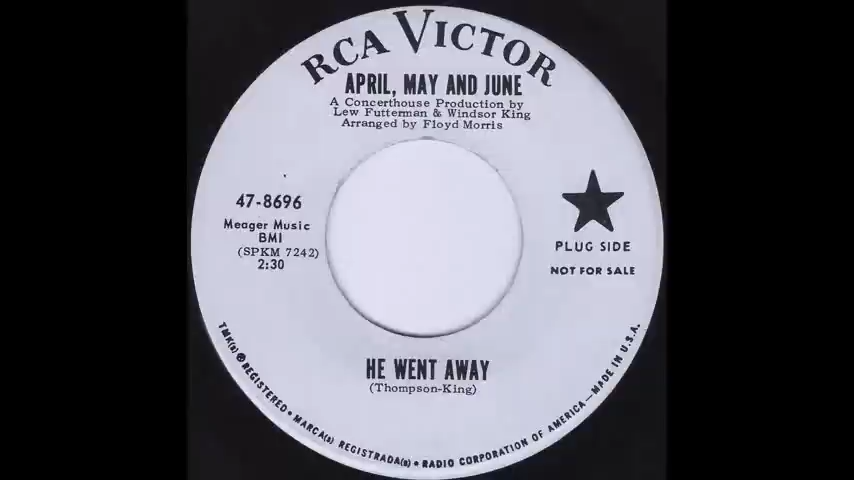 RCA VICTOR
APRIL, MAY AND JUNE
A Concerthouse Production by
Lew Futterman & Windsor King
Arranged by Floyd Morris
47-8696
Meager Music
BMI
(SPKM 7242)
2:30
★
PLUG SIDE
NOT FOR SALE
HE WENT AWAY
(Thompson-King)
TMK(s) ® REGISTERED • MARCA(s) REGISTRADA(s) • RADIO CORPORATION OF AMERICA—MADE IN U.S.A.